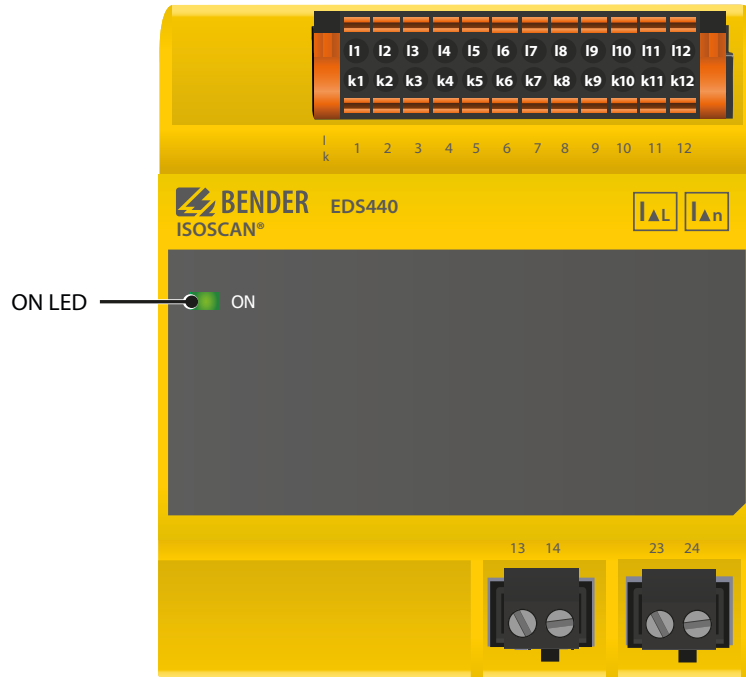 l1 l2 l3 l4 l5 l6 l7 l8 l9 l10 l11 l12
k1 k2 k3 k4 k5 k6 k7 k8 k9 k10 k11 k12
l
k
1 2 3 4 5 6 7 8 9 10 11 12
BENDER EDS440
ISOSCAN®
I▲L I▲n
ON LED
ON
13 14 23 24